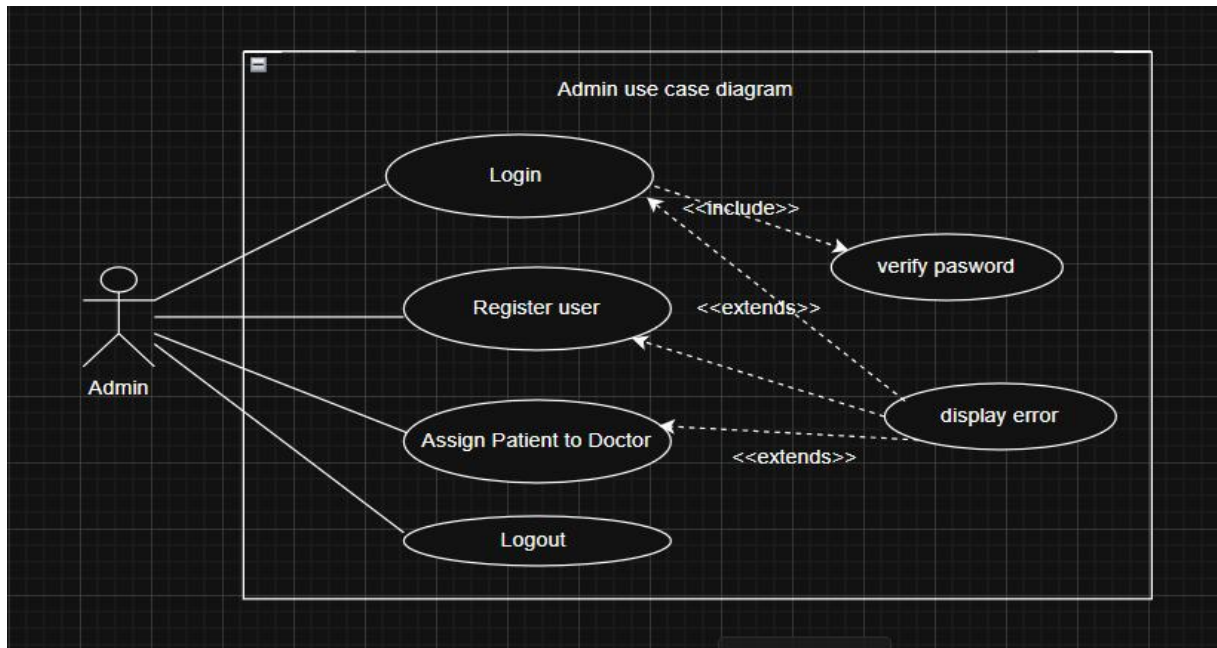 Admin use case diagram
Login
<<include>>
verify pasword
Register user
<<extends>>
Admin
display error
Assign Patient to Doctor
<<extends>>
Logout